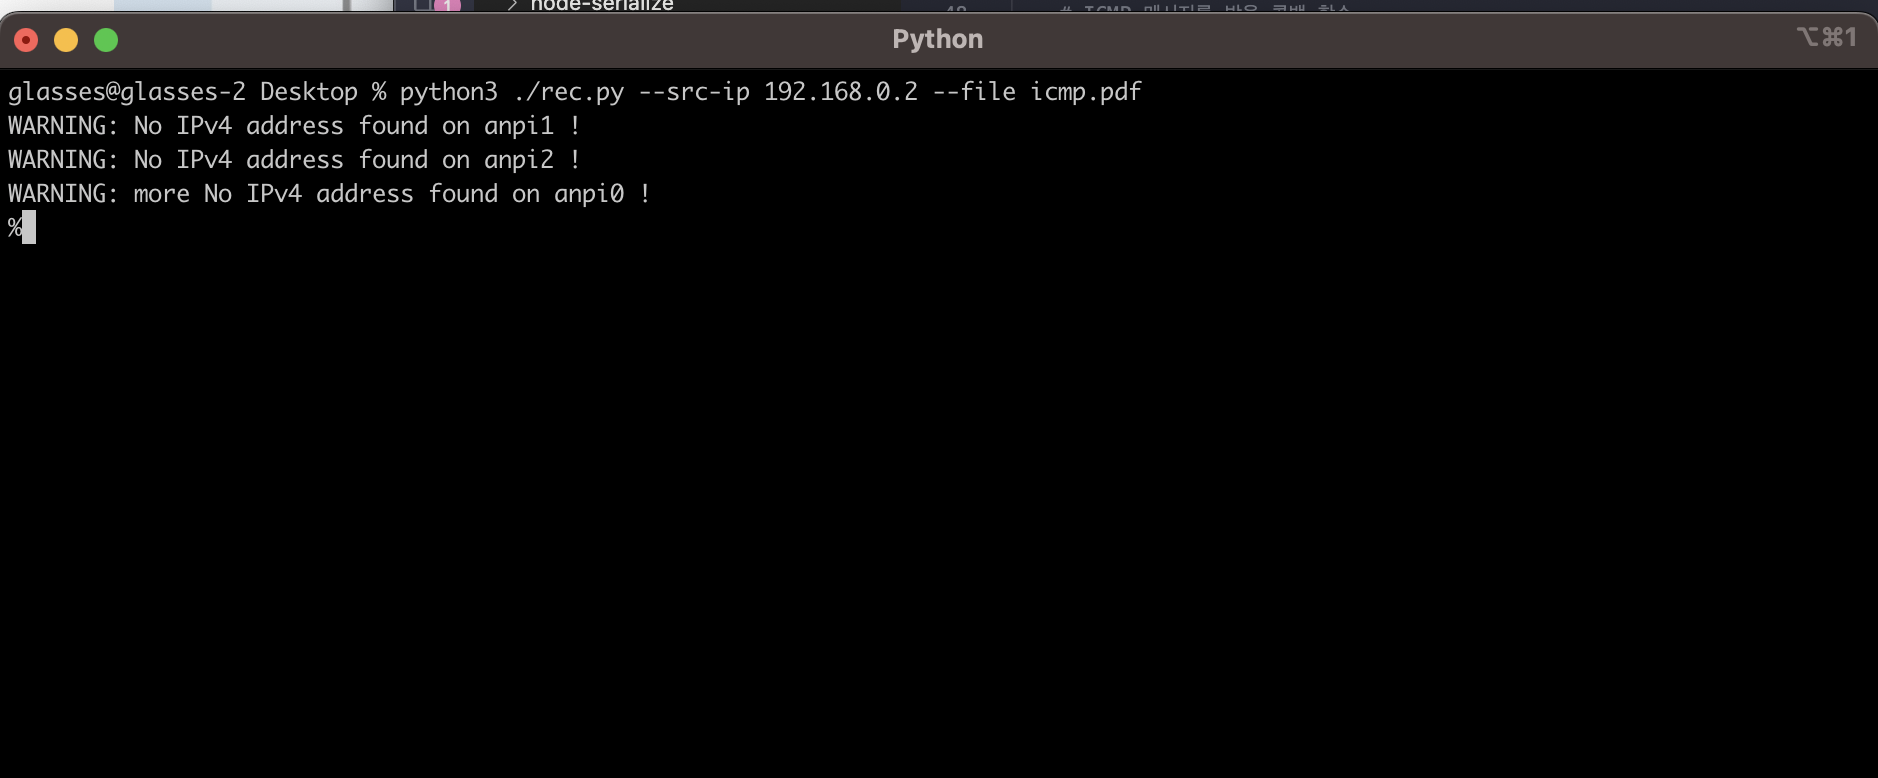 node-serialize
1
Python
⌥⌘1
glasses@glasses-2 Desktop % python3 ./rec.py --src-ip 192.168.0.2 --file icmp.pdf
WARNING: No IPv4 address found on anpi1 !
WARNING: No IPv4 address found on anpi2 !
WARNING: more No IPv4 address found on anpi0 !
%